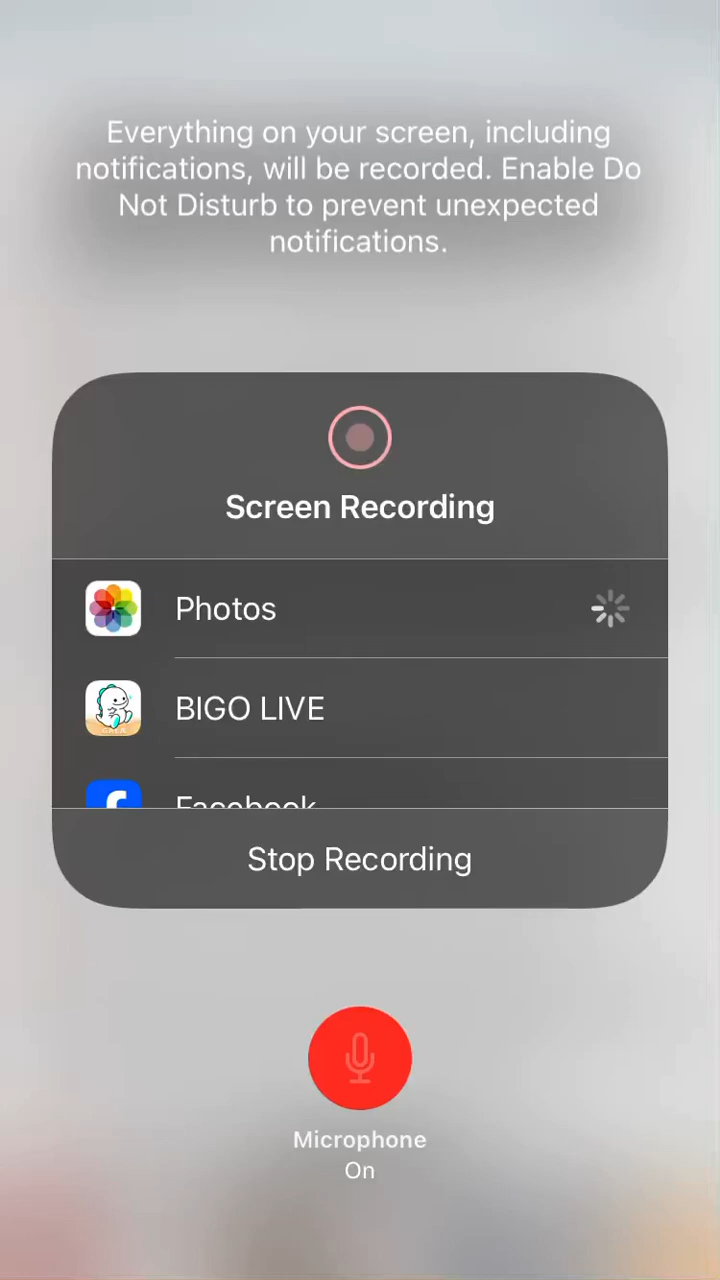 Everything on your screen, including
notifications, will be recorded. Enable Do
Not Disturb to prevent unexpected
notifications.
Screen Recording
Photos
BIGO LIVE
Facebook
Stop Recording
Microphone
On